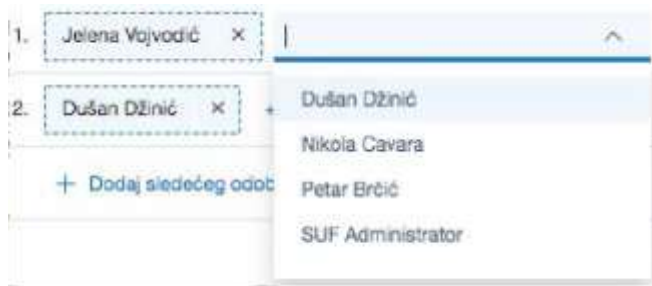 1. Jelena Vojvodić ×
2. Dušan Džinić × +
+ Dodaj sledećeg odob
Dušan Džinić
Nikola Cavara
Petar Brčić
SUF Administrator